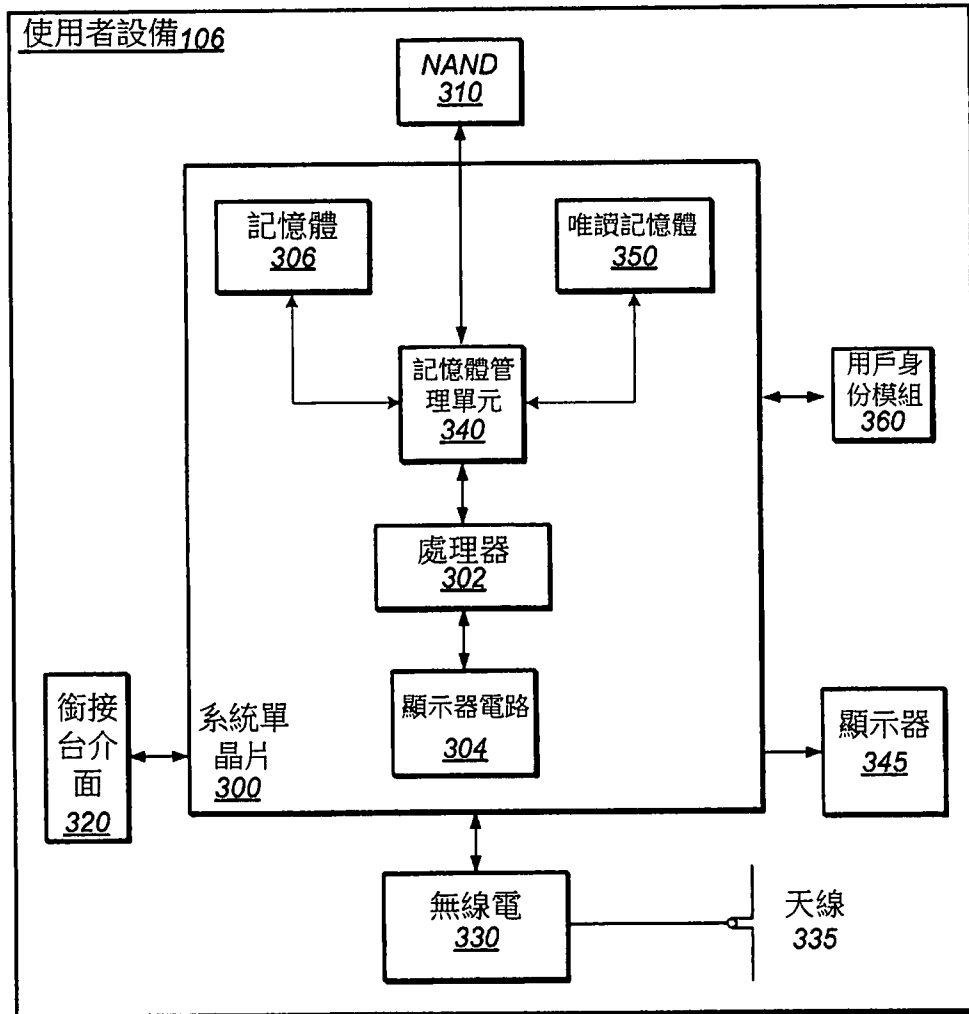 使用者設備106
NAND
310
記憶體
306
唯讀記憶體
350
記憶體管
理單元
340
用戶身
份模組
360
處理器
302
顯示器電路
304
系統單
晶片
300
銜接
台介
面
320
顯示器
345
無線電
330
天線
335